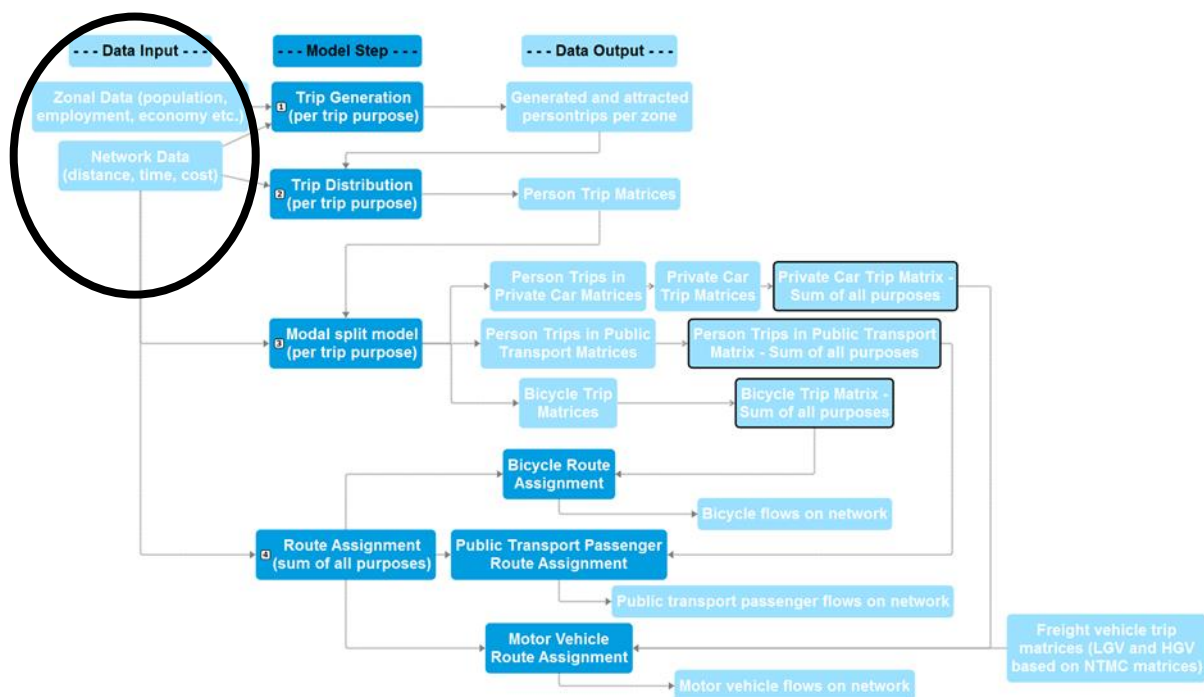 --- Data Input ---
--- Model Step ---
--- Data Output ---
Zonal Data (population,
employment, economy etc.)
1
Trip Generation
(per trip purpose)
Generated and attracted
persontrips per zone
Network Data
(distance, time, cost)
2
Trip Distribution
(per trip purpose)
Person Trip Matrices
Person Trips in
Private Car Matrices
Private Car
Trip Matrices
Private Car Trip Matrix -
Sum of all purposes
3
Modal split model
(per trip purpose)
Person Trips in Public
Transport Matrices
Person Trips in Public Transport
Matrix - Sum of all purposes
Bicycle Trip
Matrices
Bicycle Trip Matrix -
Sum of all purposes
Bicycle Route
Assignment
Bicycle flows on network
4
Route Assignment
(sum of all purposes)
Public Transport Passenger
Route Assignment
Public transport passenger flows on network
Motor Vehicle
Route Assignment
Freight vehicle trip
matrices (LGV and HGV
based on NTMC matrices)
Motor vehicle flows on network